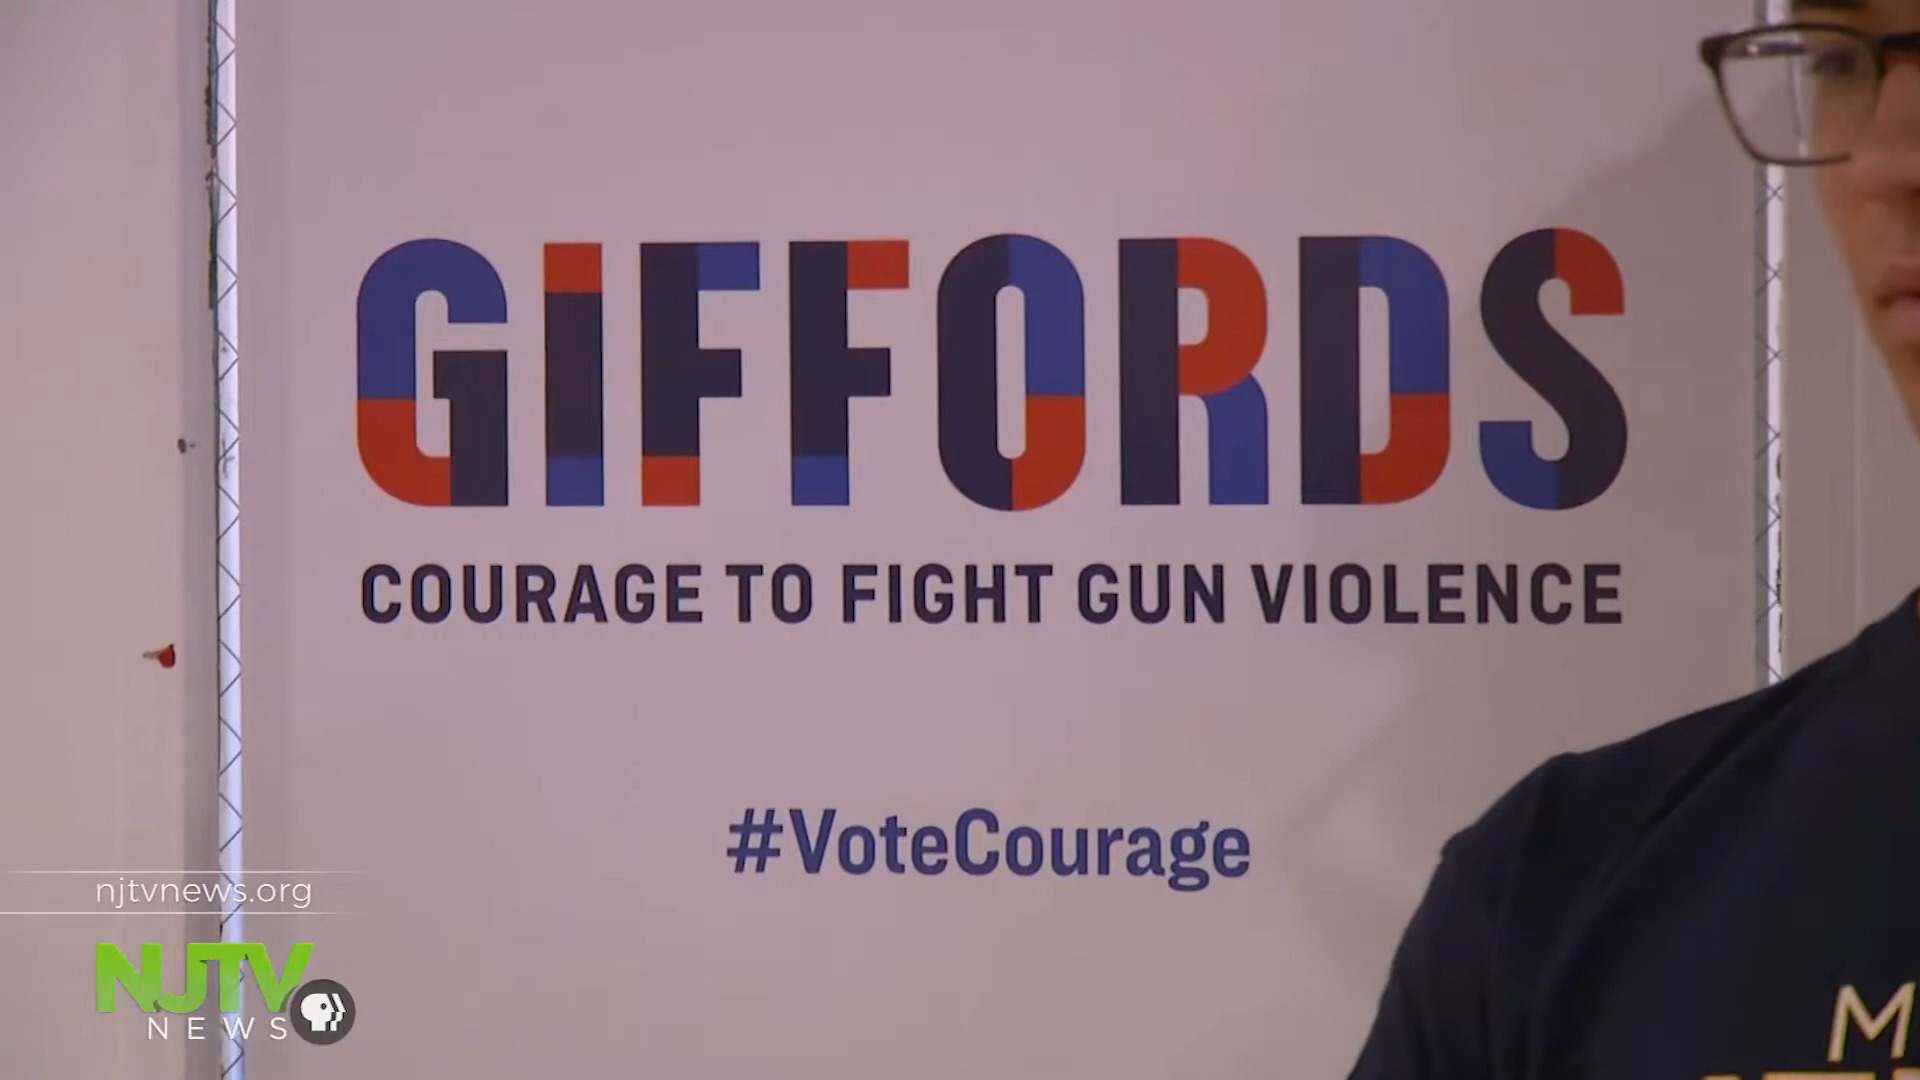 GIFFORDS
COURAGE TO FIGHT GUN VIOLENCE
#VoteCourage
njtvnews.org
NJTV
NEWS